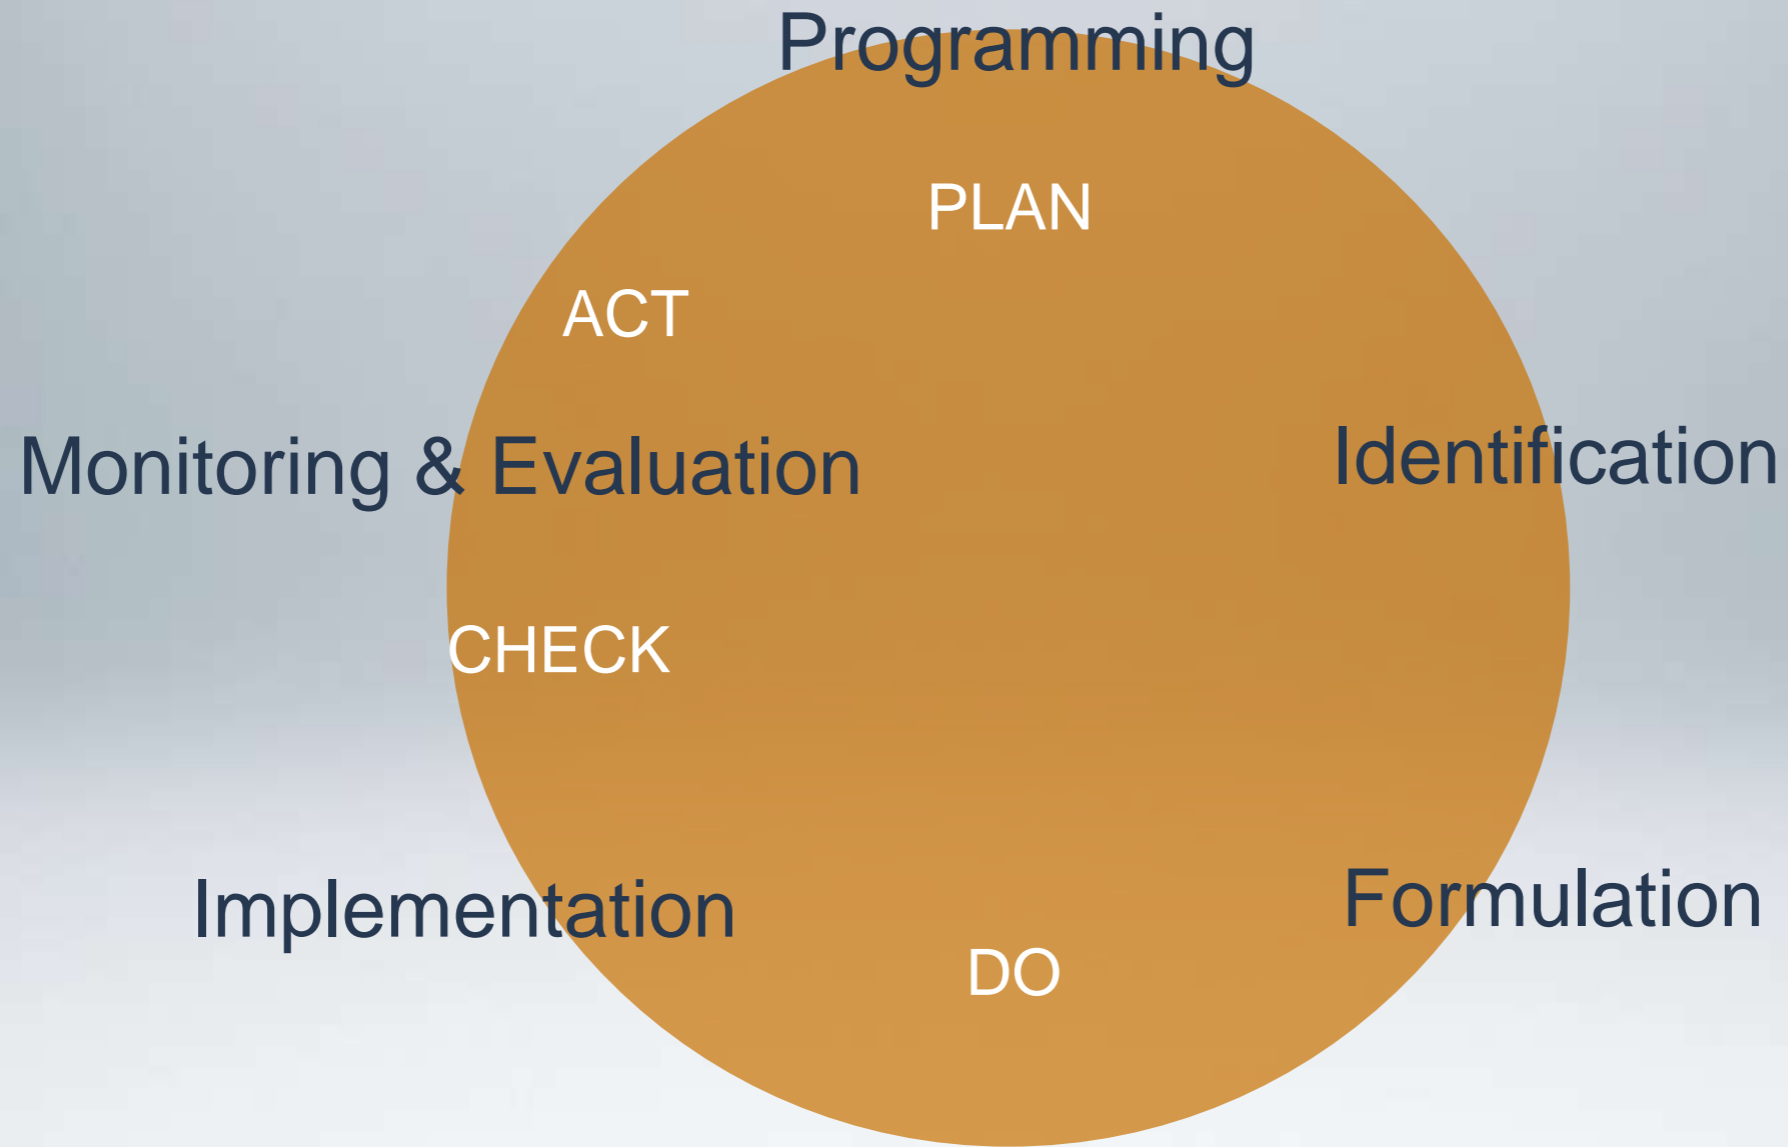 Programming
PLAN
ACT
Monitoring & Evaluation
Identification
CHECK
Implementation
Formulation
DO